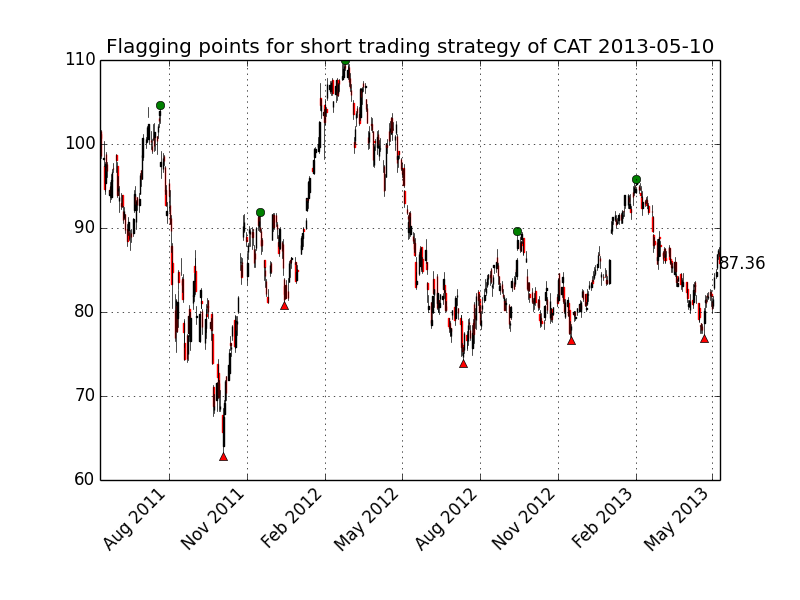 Flagging points for short trading strategy of CAT 2013-05-10
110
100
90
80
70
60
87.36
Aug 2011
Nov 2011
Feb 2012
May 2012
Aug 2012
Nov 2012
Feb 2013
May 2013